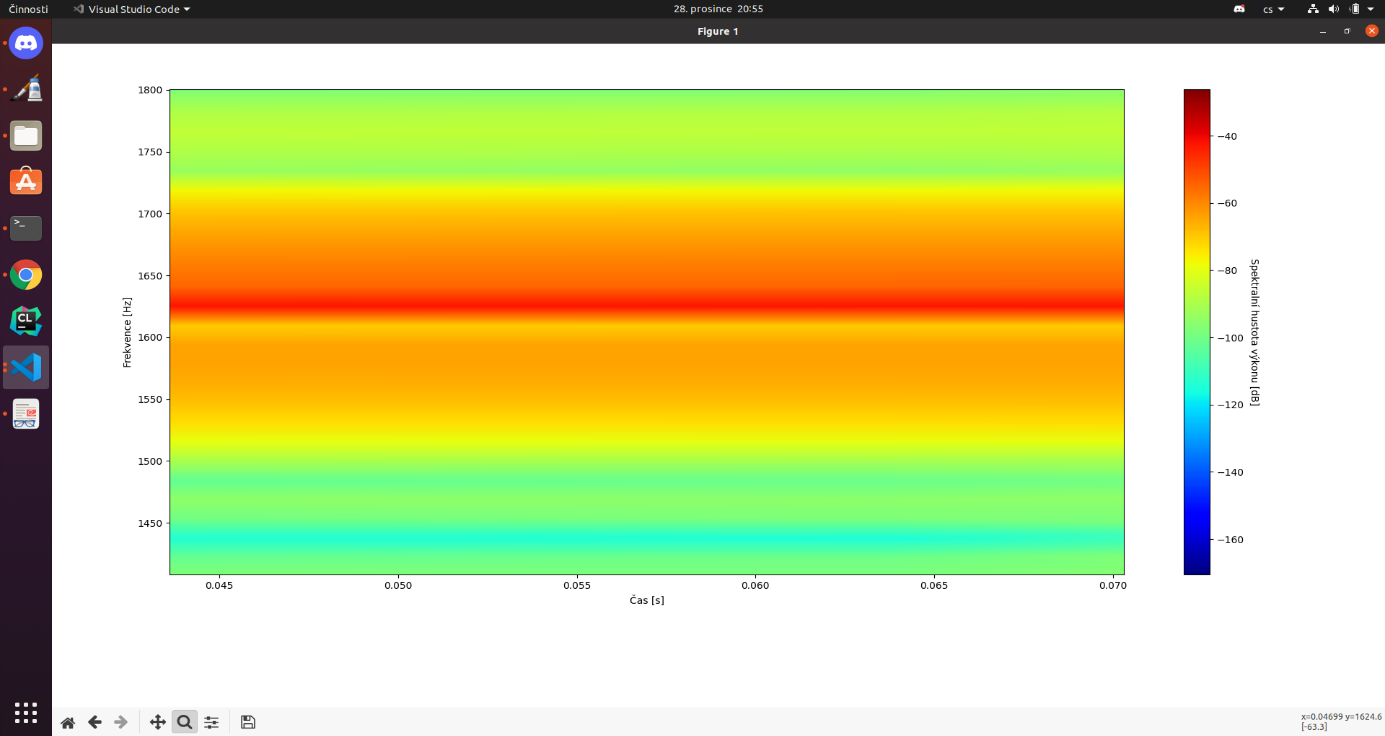 Činnosti
Visual Studio Code
28. prosince 20:55
cs
Figure 1
1800
1750
1700
1650
1600
1550
1500
1450
Frekvence [Hz]
0.045
0.050
0.055
0.060
0.065
0.070
Čas [s]
−40
−60
−80
−100
−120
−140
−160
Spektralní hustota výkonu [dB]
>_
CL
x=0.04699 y=1624.6
[-63.3]